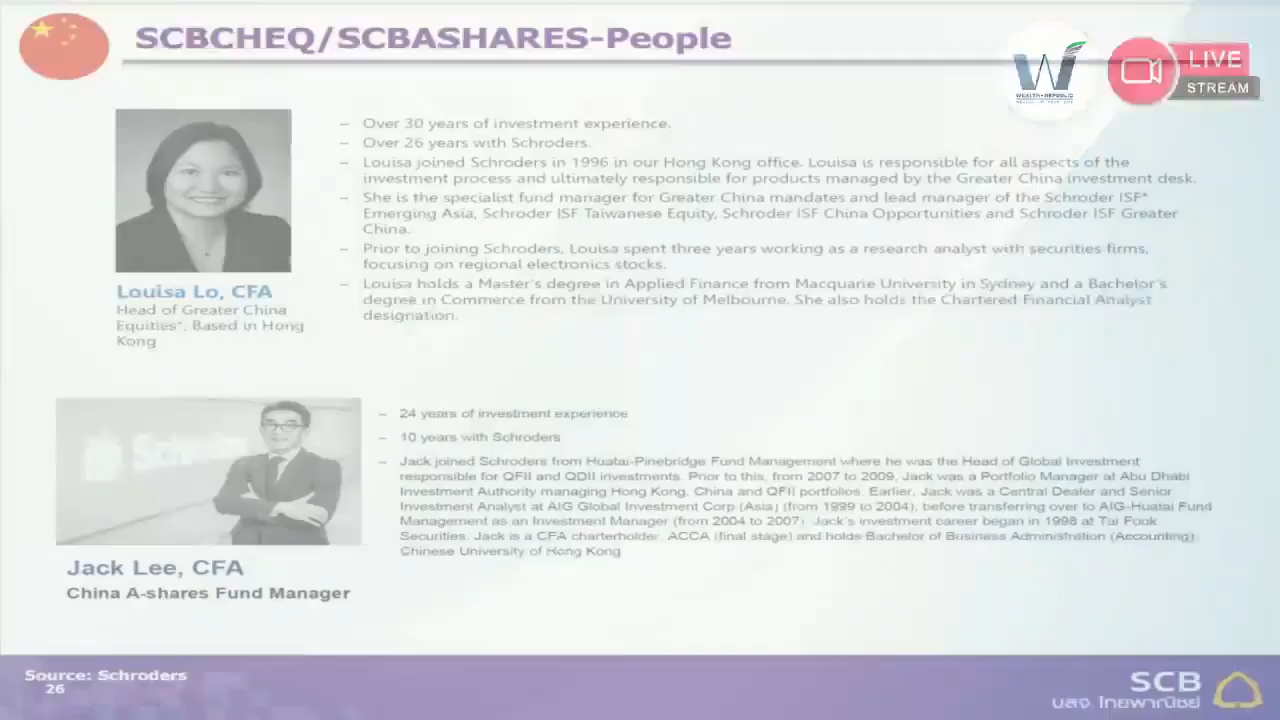 SCBCHEQ/SCBASHARES-People
LIVE
STREAM
W
WEALTH REPUBLIC
– Over 30 years of investment experience.
– Over 26 years with Schroders.
– Louisa joined Schroders in 1996 in our Hong Kong office. Louisa is responsible for all aspects of the
investment process and ultimately responsible for products managed by the Greater China investment desk.
– She is the specialist fund manager for Greater China mandates and lead manager of the Schroder ISF*
Emerging Asia, Schroder ISF Taiwanese Equity, Schroder ISF China Opportunities and Schroder ISF Greater
China.
– Prior to joining Schroders, Louisa spent three years working as a research analyst with securities firms,
focusing on regional electronics stocks.
– Louisa holds a Master's degree in Applied Finance from Macquarie University in Sydney and a Bachelor's
degree in Commerce from the University of Melbourne. She also holds the Chartered Financial Analyst
designation.
Louisa Lo, CFA
Head of Greater China
Equities*, Based in Hong
Kong
– 24 years of investment experience
– 10 years with Schroders
– Jack joined Schroders from Huatai-Pinebridge Fund Management where he was the Head of Global Investment
responsible for QFII and QDII investments. Prior to this, from 2007 to 2009, Jack was a Portfolio Manager at Abu Dhabi
Investment Authority managing Hong Kong, China and QFII portfolios. Earlier, Jack was a Central Dealer and Senior
Investment Analyst at AIG Global Investment Corp (Asia) (from 1999 to 2004), before transferring over to AIG-Huatai Fund
Management as an Investment Manager (from 2004 to 2007). Jack's investment career began in 1998 at Tai Fook
Securities. Jack is a CFA charterholder, ACCA (final stage) and holds Bachelor of Business Administration (Accounting),
Chinese University of Hong Kong
Schroders
Jack Lee, CFA
China A-shares Fund Manager
Source: Schroders
26
SCB
บลจ. ไทยพาณิชย์